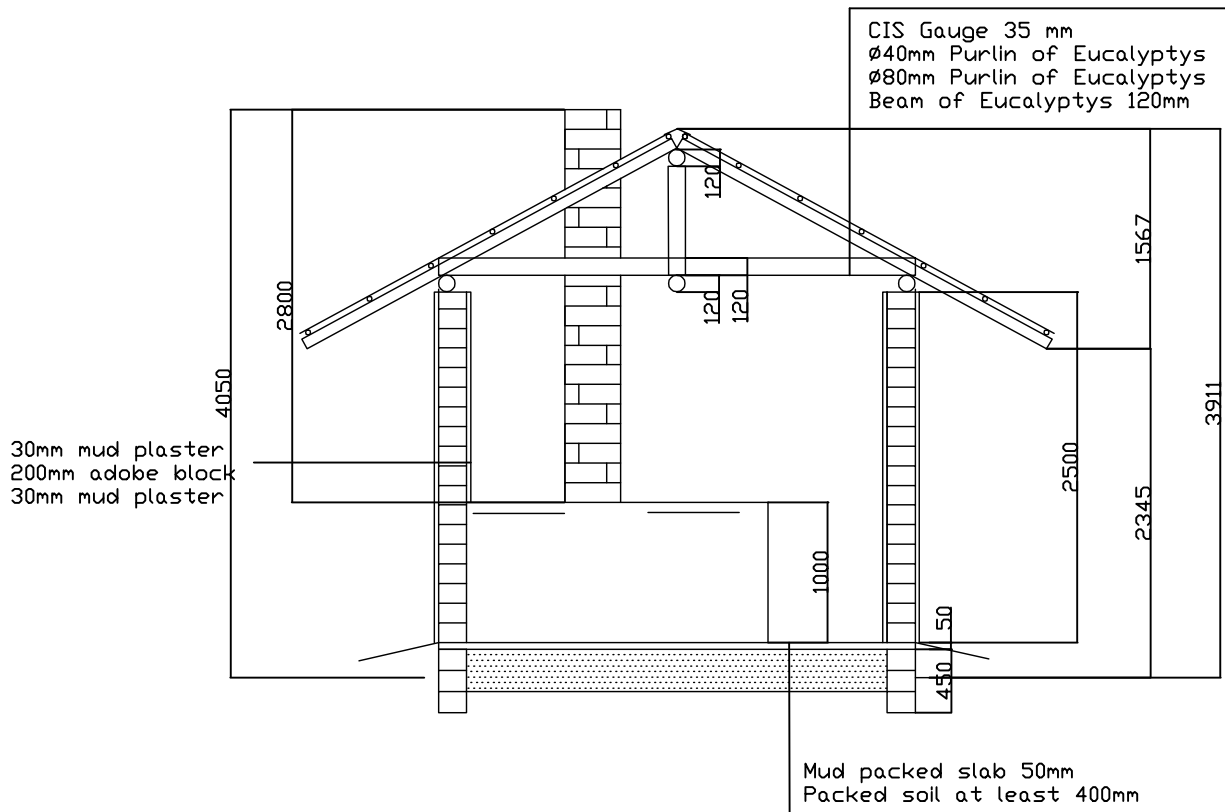 CIS Gauge 35 mm
Ø40mm Purlin of Eucalyptys
Ø80mm Purlin of Eucalyptys
Beam of Eucalyptys 120mm
120
1567
2800
120
120
4050
3911
30mm mud plaster
200mm adobe block
30mm mud plaster
2500
2345
1000
50
450
Mud packed slab 50mm
Packed soil at least 400mm